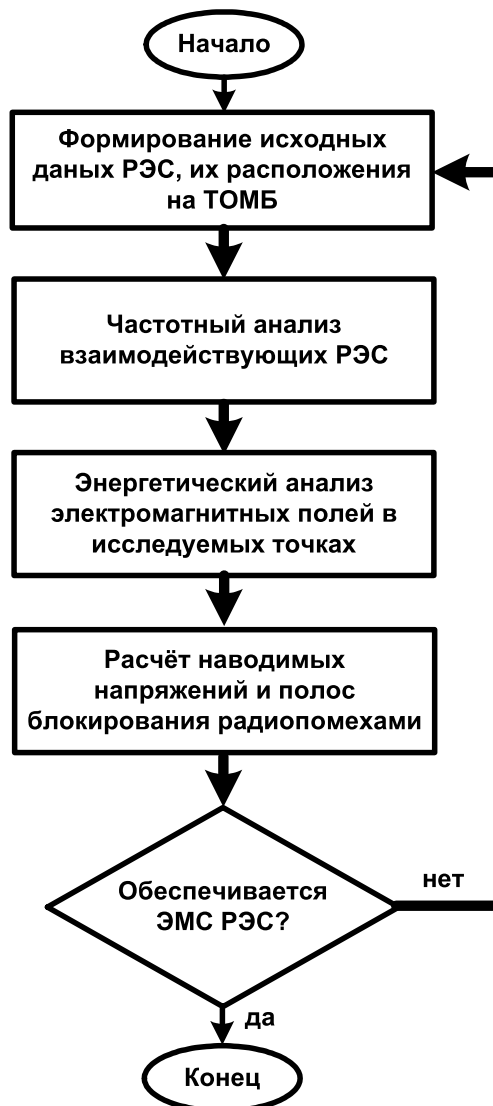 Начало
Формирование исходных
даных РЭС, их расположения
на ТОМБ
Частотный анализ
взаимодействующих РЭС
Энергетический анализ
электромагнитных полей в
исследуемых точках
Расчёт наводимых
напряжений и полос
блокирования радиопомехами
Обеспечивается
ЭМС РЭС?
нет
да
Конец